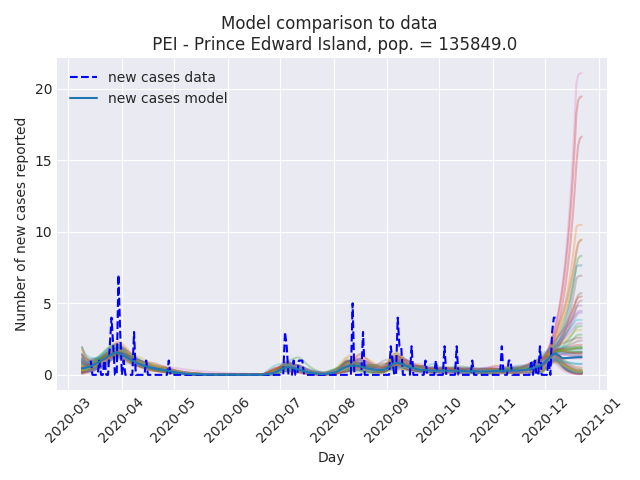 Model comparison to data
PEI - Prince Edward Island, pop. = 135849.0
new cases data
new cases model
Number of new cases reported
20
15
10
5
0
2020-03
2020-04
2020-05
2020-06
2020-07
2020-08
2020-09
2020-10
2020-11
2020-12
2021-01
Day